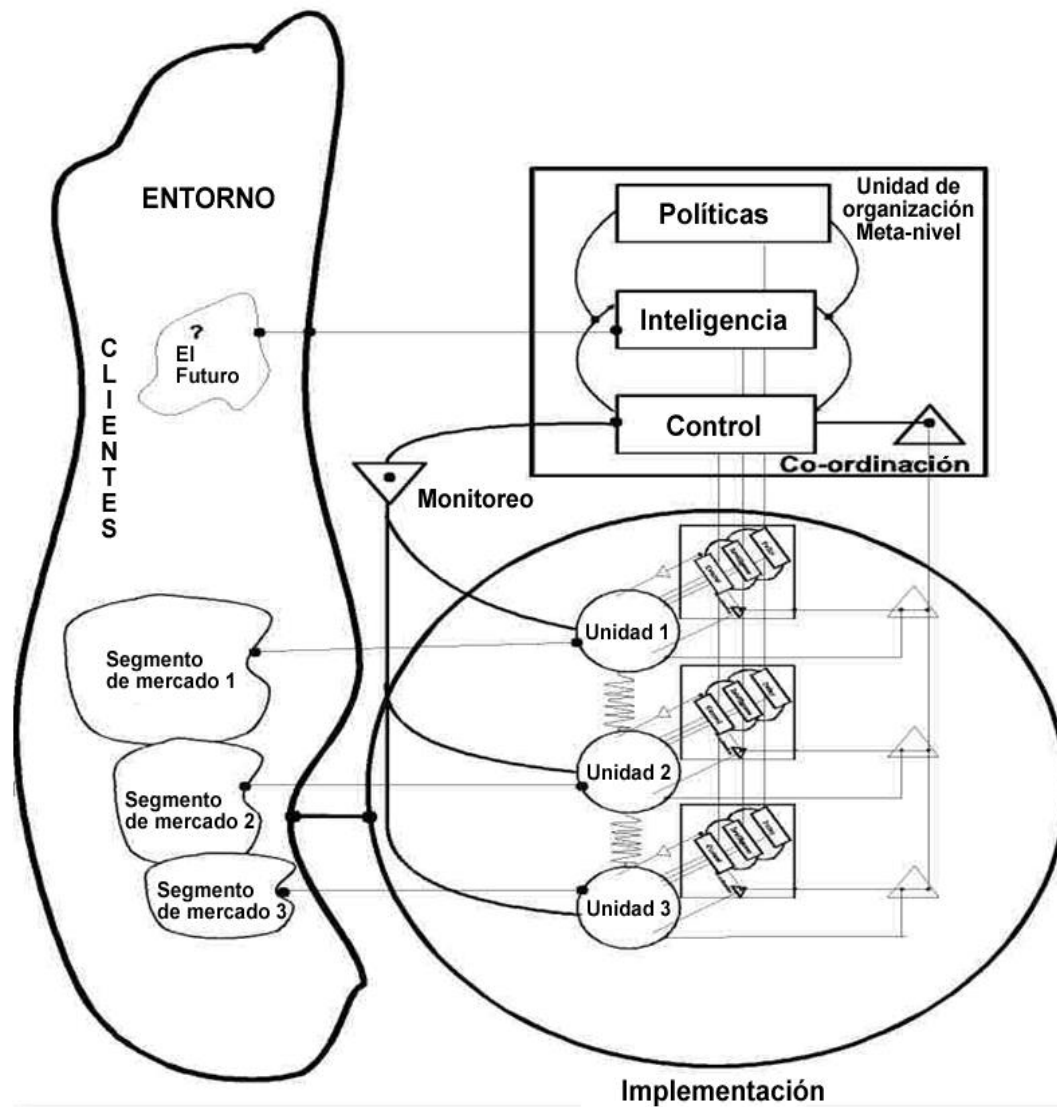 ENTORNO
CLIENTES
?
El
Futuro
Segmento
de mercado 1
Segmento
de mercado 2
Segmento
de mercado 3
Políticas
Unidad de
organización
Meta-nivel
Inteligencia
Control
Co-ordinación
Monitoreo
Unidad 1
Unidad 2
Unidad 3
Implementación